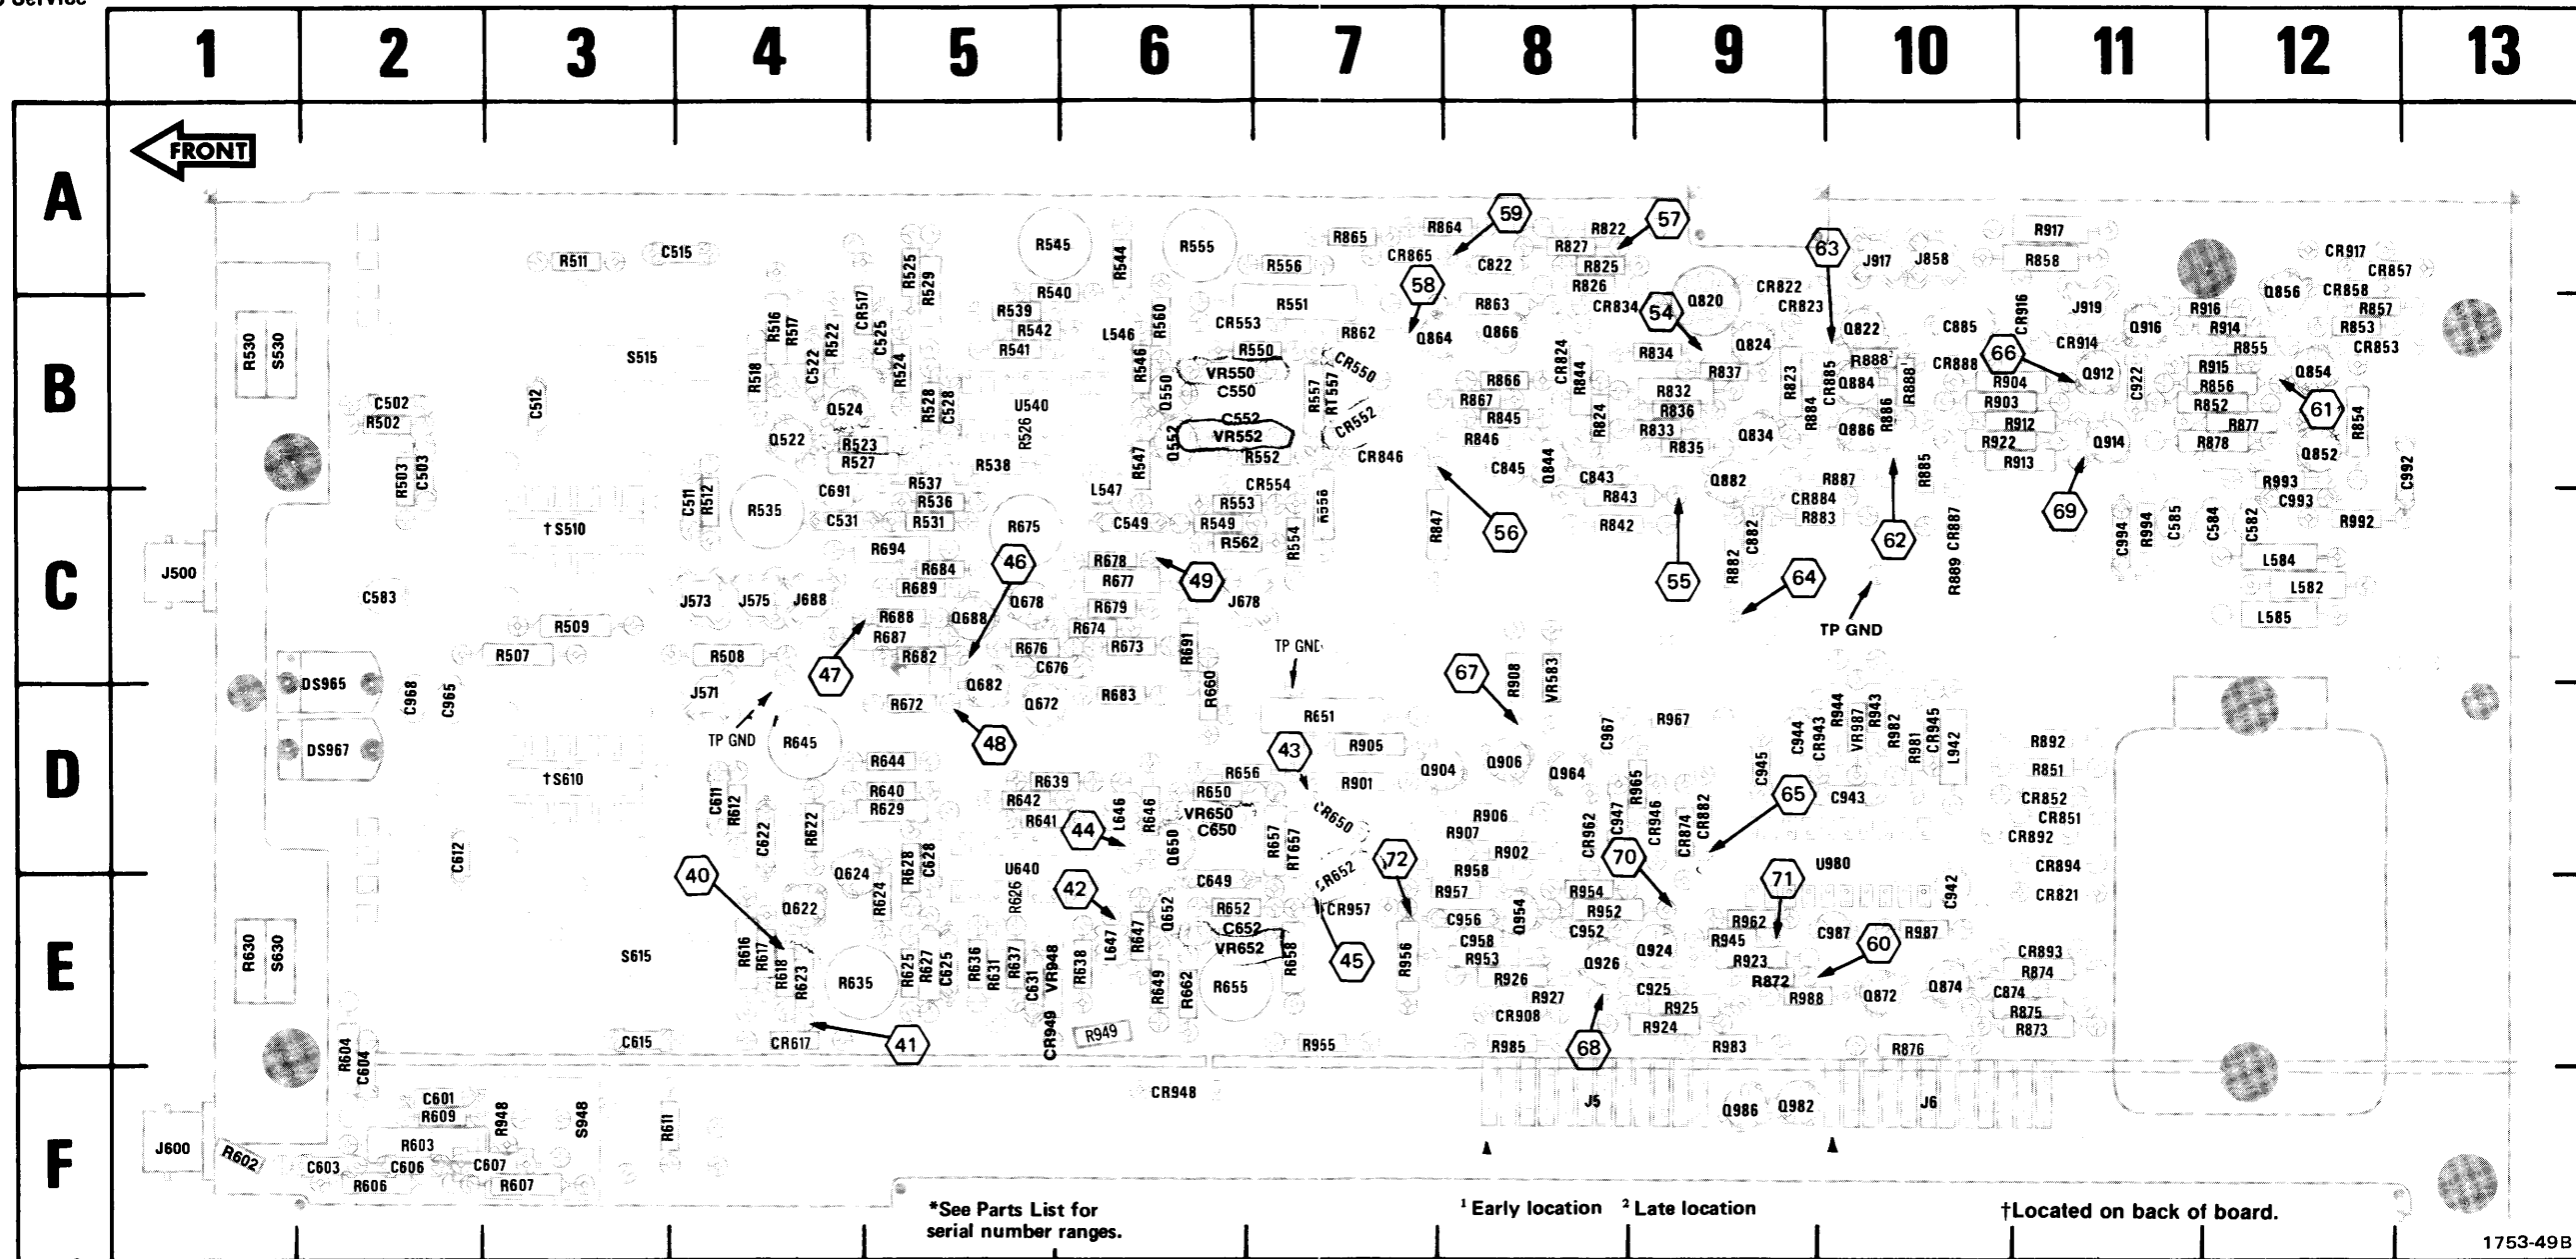 Service
1 2 3 4 5 6 7 8 9 10 11 12 13
A
FRONT
R545 R544 R555 R865 R864 59 R822 57 R917
C515 R511 R525 R556 CR865 R827 63 J917 J858 R858 CR917
R529 58 C822 R825 CR857
R540 R826 CR822 Q856 CR858
B
CR517 R539 R560 R551 R863 CR834 54 Q820 CR823 CR916 J919 R916 R857
R516 R517 R522 C525 R542 L546 CR553 R862 Q864 Q866 Q824 Q822 C885 Q916 R914 R853
R530 S530 S515 C522 R524 R541 R546 R550 CR550 CR824 R834 R888¹ CR888 66 CR914 R855 CR853
R518 VR550 R866 R844 R837 R823 CR885 Q884 R888² R904 Q912 C922 R915 Q854
C512 C502 Q524 R528 C528 U540 Q550 C550 R557 RT557 R867 R832 R884 R903 R856
R502 R526 C552 CR552 R845 R824 R836 Q886 R886 R912 R852 61 R854
Q522 R523 Q552 VR552 R846 R833 Q834 R922 Q914 R877
R527 R538 R547 R552 CR846 R835 R913 R878
R503 C503 C845 Q844 C843 Q882 R887 R885 Q852 C992
C
C511 R512 C691 R537 L547 CR554 R843 CR884 R993
R535 C531 R536 R553 R556 C993
†S510 R531 R675 C549 R549 R554 R847 56 R842 R883 CR887 69 C994 R994 C585 C584 C582 R992
R694 R562 C882 62
J500 R684 46 R678 49 55 R882 64 R889 L584
C583 R689 R677 L582
J573 J575 J688 Q678 R679 J678
R509 R688 Q688 R674 TP GND L585
R687
R507 R508 47 R682 R676 R673 R691 TP GND 67 R908 VR583
C676
D
DS965 C968 C965 J571 Q682 R683 R660
R672 Q672 R651 R967 C944 CR943 R944 VR987 R943 R982 R981 CR945 L942
DS967 TP GND R645 48 43 R905 C967 R892
R644 R656 R901 Q904 Q906 Q964 C945 R851
†S610 R639 R965
C611 R612 R640 R642 L646 R646 R650 65 C943 CR852
C622 R622 R629 R641 44 VR650 CR650 R906 CR962 C947 CR946 CR874 CR882 CR851
C612 Q650 C650 R657 RT657 R907 CR892
R628 C628 72 R902 70 U980 CR894
E
40 Q624 U640 42 C649 CR652 R958 71
R624 R626 R957 R954 C942 CR821
Q622 Q652 R652 CR957 C956 Q954 R952 R962 C987 R987
R630 S630 S615 R616 R617 L647 R647 C652 C952 60
VR652 C958 R945 CR893
R618 R623 R635 R625 R627 C625 R636 R631 R637 C631 VR948 R638 R649 R662 R655 R658 45 R956 R953 Q926 Q924 R923 R874
R926 R872 Q872 Q874 C874
R927 C925 R988 R875
CR908 R925 R924 R873
R604 C604 C615 CR617 41 CR949 R949 R955 R985 68 R983 R876
F
CR948
C601 J5 Q986 Q982 J6
R609 R948 S948 R611
J600 R602 R603
C603 C606 C607
R606 R607
*See Parts List for
serial number ranges.
¹ Early location ² Late location
†Located on back of board.
1753-49B